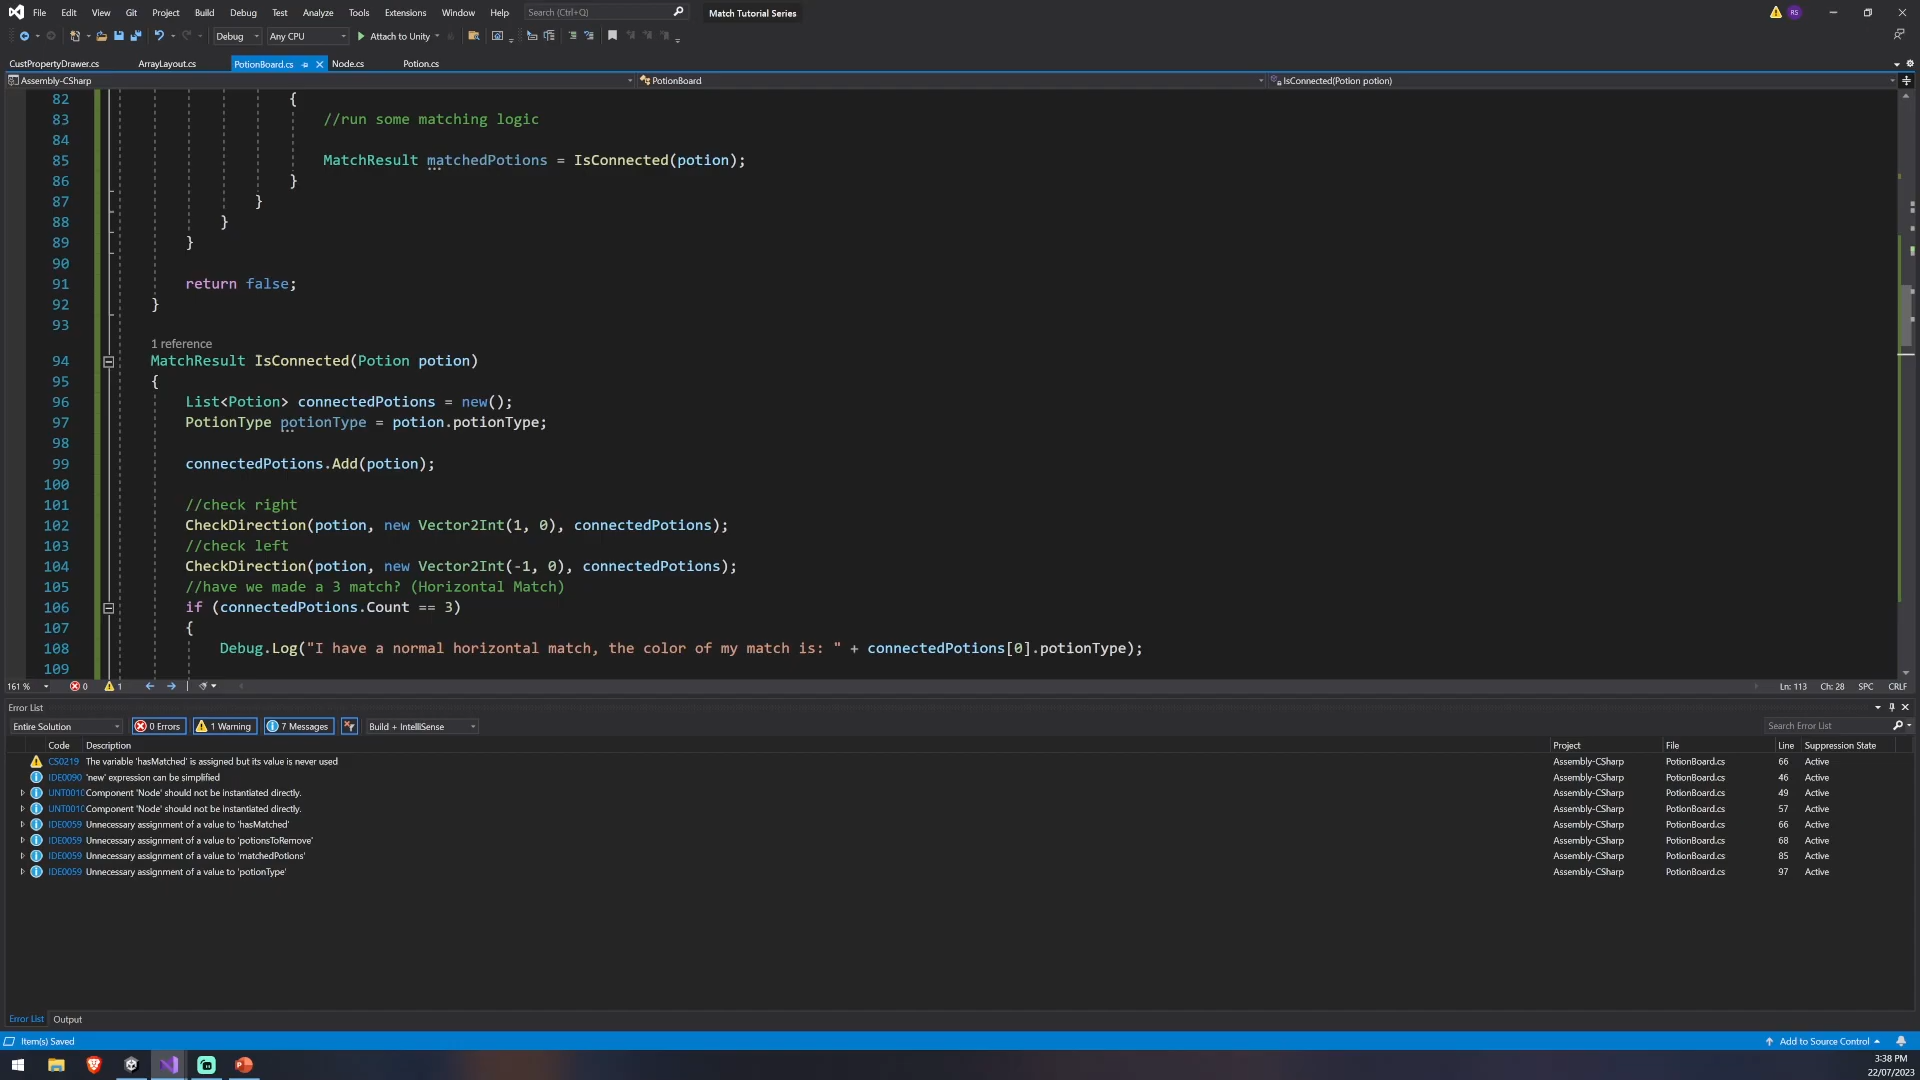 File Edit View Git Project Build Debug Test Analyze Tools Extensions Window Help Search (Ctrl+Q) Match Tutorial Series RS
Debug Any CPU Attach to Unity
CustPropertyDrawer.cs ArrayLayout.cs PotionBoard.cs Node.cs Potion.cs
Assembly-CSharp PotionBoard IsConnected(Potion potion)
82 {
83 //run some matching logic
84
85 MatchResult matchedPotions = IsConnected(potion);
86 }
87 }
88 }
89 }
90
91 return false;
92 }
93
1 reference
94 MatchResult IsConnected(Potion potion)
95 {
96 List<Potion> connectedPotions = new();
97 PotionType potionType = potion.potionType;
98
99 connectedPotions.Add(potion);
100
101 //check right
102 CheckDirection(potion, new Vector2Int(1, 0), connectedPotions);
103 //check left
104 CheckDirection(potion, new Vector2Int(-1, 0), connectedPotions);
105 //have we made a 3 match? (Horizontal Match)
106 if (connectedPotions.Count == 3)
107 {
108 Debug.Log("I have a normal horizontal match, the color of my match is: " + connectedPotions[0].potionType);
109
161 % 0 1 Ln: 113 Ch: 28 SPC CRLF
Error List
Entire Solution 0 Errors 1 Warning 7 Messages Build + IntelliSense Search Error List
Code Description Project File Line Suppression State
CS0219 The variable 'hasMatched' is assigned but its value is never used Assembly-CSharp PotionBoard.cs 66 Active
IDE0090 'new' expression can be simplified Assembly-CSharp PotionBoard.cs 46 Active
UNT0010 Component 'Node' should not be instantiated directly. Assembly-CSharp PotionBoard.cs 49 Active
UNT0010 Component 'Node' should not be instantiated directly. Assembly-CSharp PotionBoard.cs 57 Active
IDE0059 Unnecessary assignment of a value to 'hasMatched' Assembly-CSharp PotionBoard.cs 66 Active
IDE0059 Unnecessary assignment of a value to 'potionsToRemove' Assembly-CSharp PotionBoard.cs 68 Active
IDE0059 Unnecessary assignment of a value to 'matchedPotions' Assembly-CSharp PotionBoard.cs 85 Active
IDE0059 Unnecessary assignment of a value to 'potionType' Assembly-CSharp PotionBoard.cs 97 Active
Error List Output
Item(s) Saved Add to Source Control
3:38 PM
22/07/2023